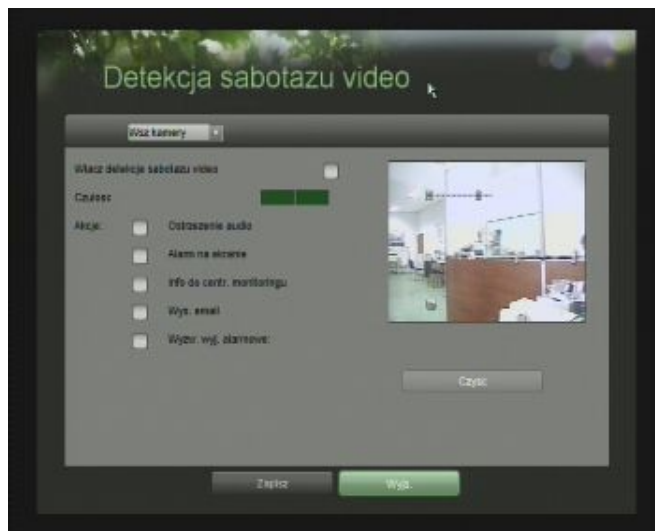 Detekcja sabotazu video
Wsz kamery
Wlacz detekcje sabotazu video
Czulosc
Akcje: Ostrzezenie audio
Alarm na ekranie
Info do centr. monitoringu
Wys. email
Wyzw. wyj. alarmowe:
Czysc
Zapisz
Wyjs.